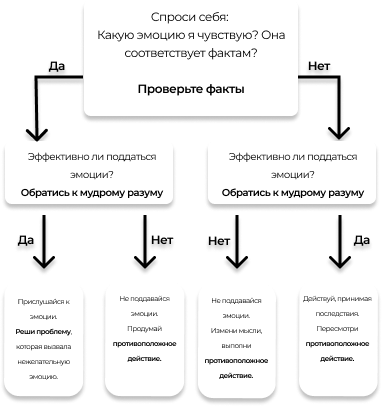 Спроси себя:
Какую эмоцию я чувствую? Она
соответствует фактам?
Проверьте факты
Да
Нет
Эффективно ли поддаться
эмоции?
Обратись к мудрому разуму
Эффективно ли поддаться
эмоции?
Обратись к мудрому разуму
Да
Нет
Нет
Да
Прислушайся к
эмоции.
Реши проблему,
которая вызвала
нежелательную
эмоцию.
Не поддавайся
эмоции.
Продумай
противоположное
действие.
Не поддавайся
эмоции.
Измени мысли,
выполни
противоположное
действие.
Действуй, принимая
последствия.
Пересмотри
противоположное
действие.